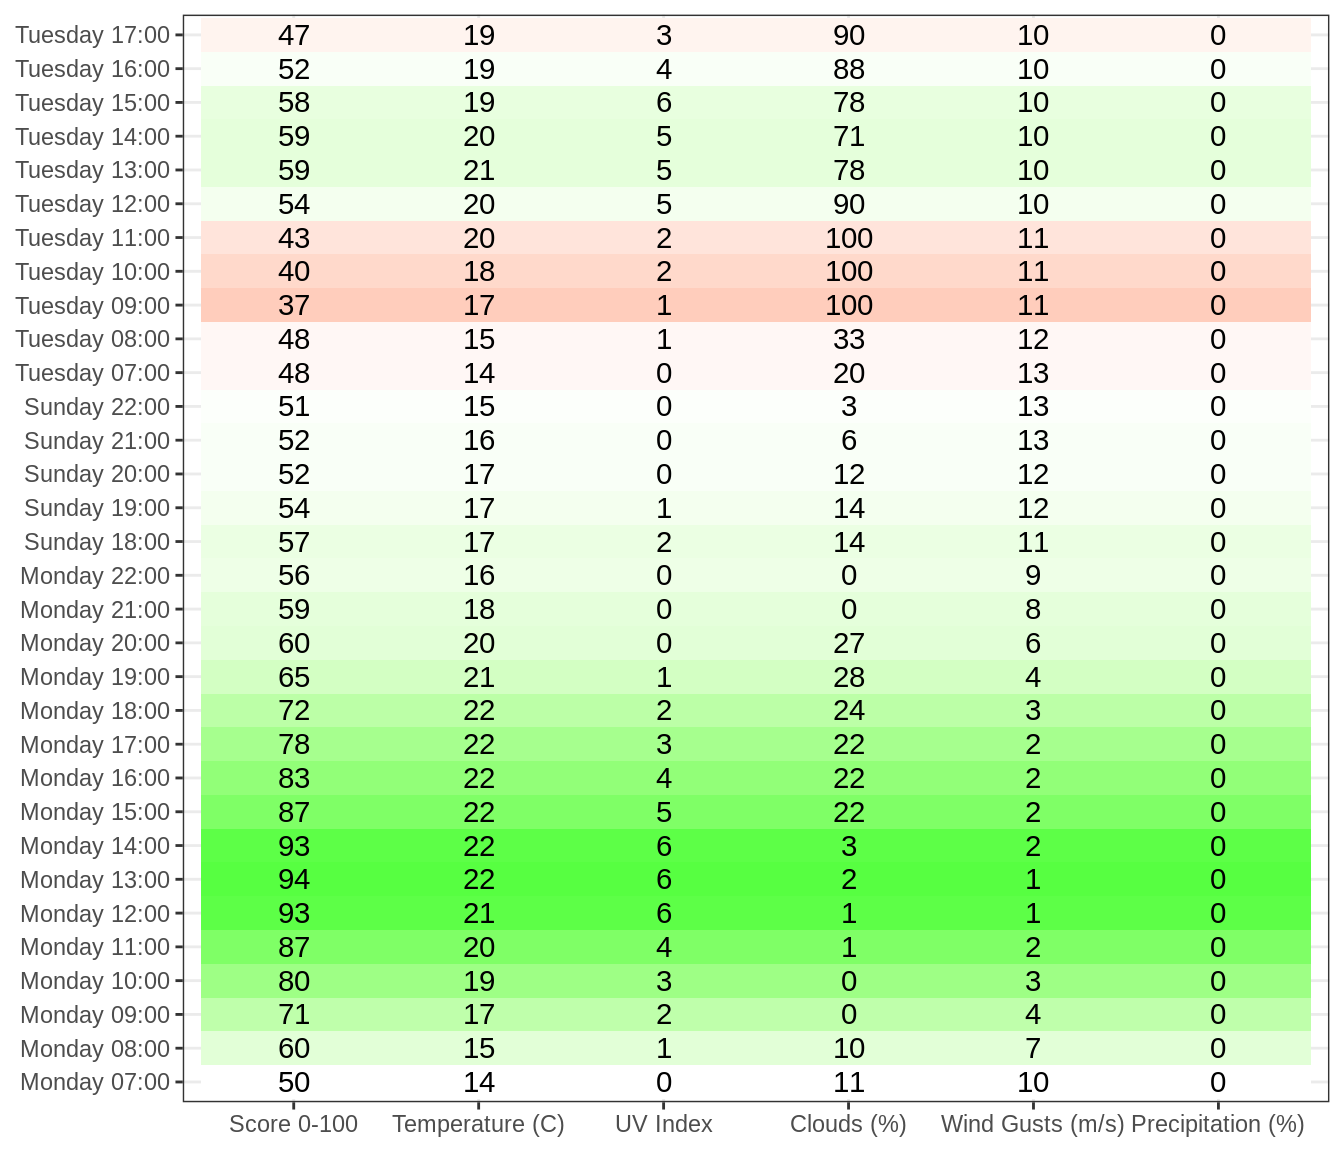 Tuesday 17:00 47 19 3 90 10 0
Tuesday 16:00 52 19 4 88 10 0
Tuesday 15:00 58 19 6 78 10 0
Tuesday 14:00 59 20 5 71 10 0
Tuesday 13:00 59 21 5 78 10 0
Tuesday 12:00 54 20 5 90 10 0
Tuesday 11:00 43 20 2 100 11 0
Tuesday 10:00 40 18 2 100 11 0
Tuesday 09:00 37 17 1 100 11 0
Tuesday 08:00 48 15 1 33 12 0
Tuesday 07:00 48 14 0 20 13 0
Sunday 22:00 51 15 0 3 13 0
Sunday 21:00 52 16 0 6 13 0
Sunday 20:00 52 17 0 12 12 0
Sunday 19:00 54 17 1 14 12 0
Sunday 18:00 57 17 2 14 11 0
Monday 22:00 56 16 0 0 9 0
Monday 21:00 59 18 0 0 8 0
Monday 20:00 60 20 0 27 6 0
Monday 19:00 65 21 1 28 4 0
Monday 18:00 72 22 2 24 3 0
Monday 17:00 78 22 3 22 2 0
Monday 16:00 83 22 4 22 2 0
Monday 15:00 87 22 5 22 2 0
Monday 14:00 93 22 6 3 2 0
Monday 13:00 94 22 6 2 1 0
Monday 12:00 93 21 6 1 1 0
Monday 11:00 87 20 4 1 2 0
Monday 10:00 80 19 3 0 3 0
Monday 09:00 71 17 2 0 4 0
Monday 08:00 60 15 1 10 7 0
Monday 07:00 50 14 0 11 10 0
Score 0-100 Temperature (C) UV Index Clouds (%) Wind Gusts (m/s) Precipitation (%)